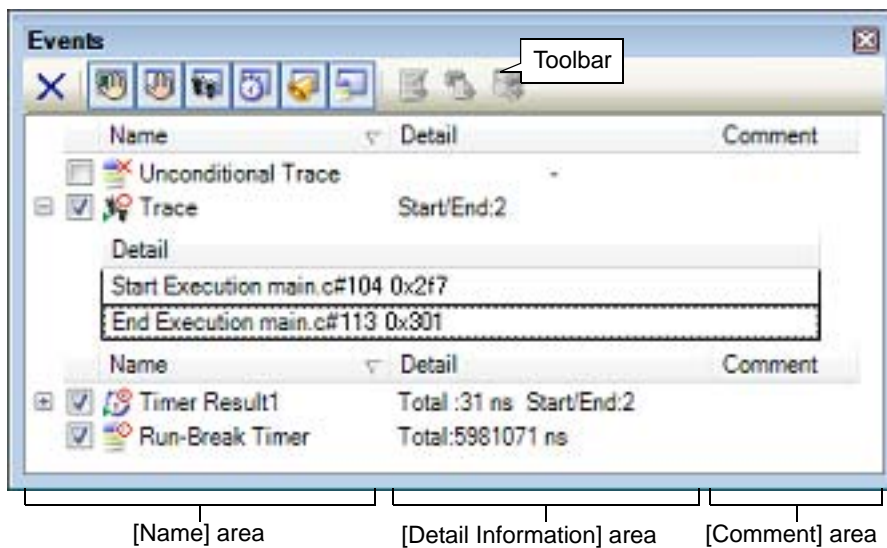 Events
Toolbar
Name Detail Comment
Unconditional Trace -
Trace Start/End:2
Detail
Start Execution main.c#104 0x2f7
End Execution main.c#113 0x301
Name Detail Comment
Timer Result1 Total :31 ns Start/End:2
Run-Break Timer Total:5981071 ns
[Name] area [Detail Information] area [Comment] area